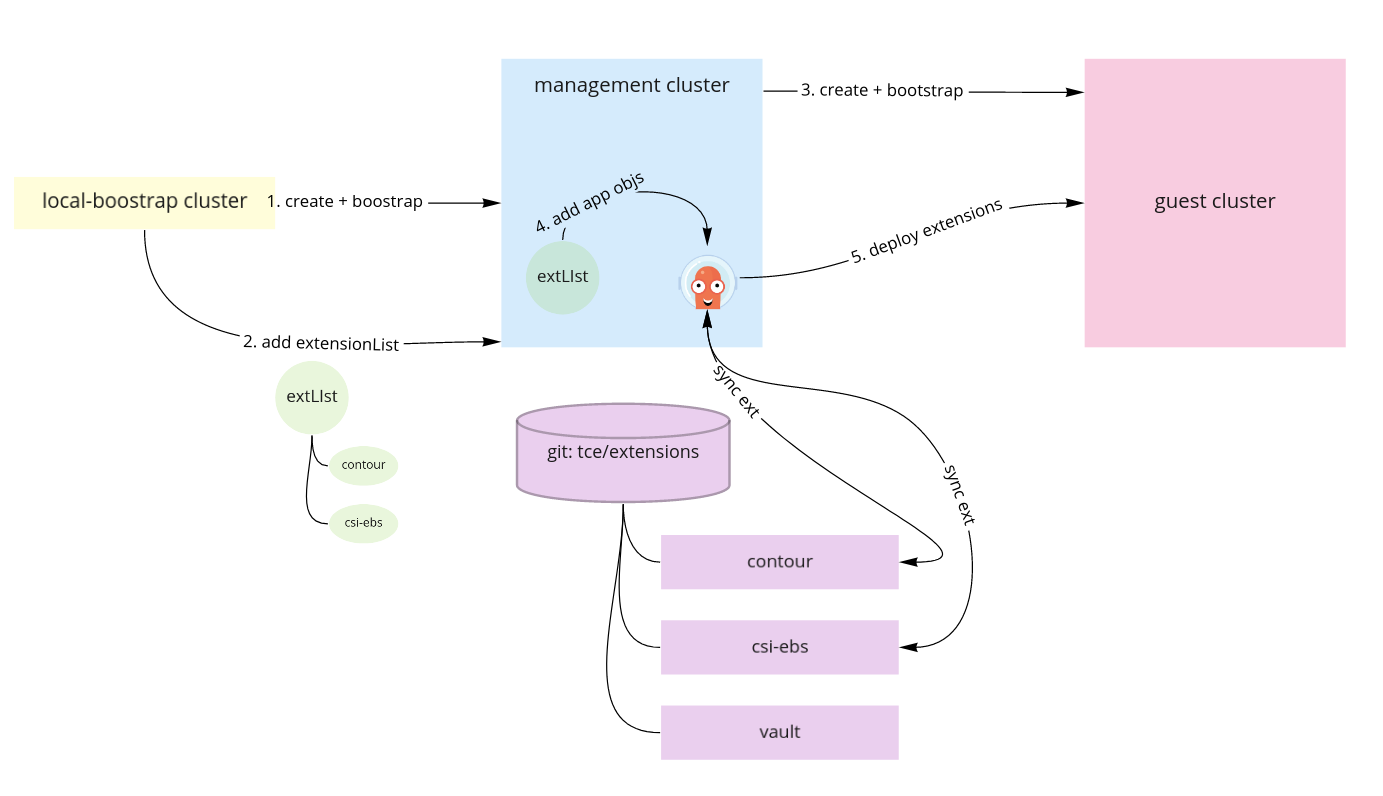 management cluster
3. create + bootstrap
local-boostrap cluster
1. create + boostrap
4. add app objs
guest cluster
5. deploy extensions
extLIst
2. add extensionList
extLIst
contour
csi-ebs
sync ext
sync ext
git: tce/extensions
contour
csi-ebs
vault